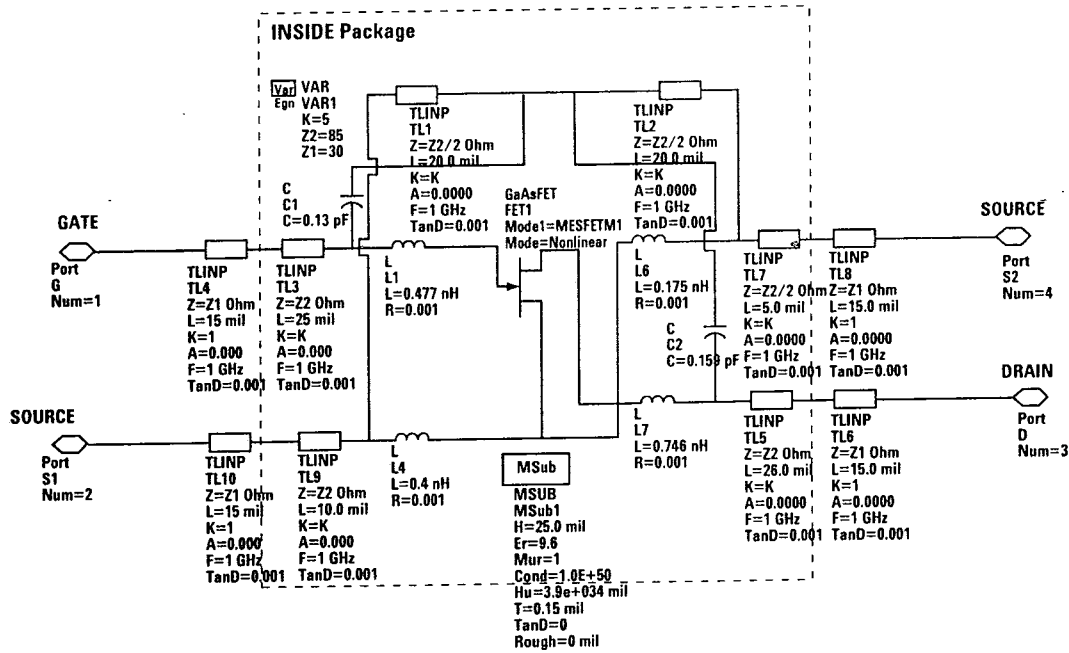 INSIDE Package
Var VAR
Eqn VAR1
K=5
Z2=85
Z1=30
TLINP
TL1
Z=Z2/2 Ohm
L=20.0 mil
K=K
A=0.0000
F=1 GHz
TanD=0.001
TLINP
TL2
Z=Z2/2 Ohm
L=20.0 mil
K=K
A=0.0000
F=1 GHz
TanD=0.001
C
C1
C=0.13 pF
GaAsFET
FET1
Mode1=MESFETM1
Mode=Nonlinear
GATE
Port
G
Num=1
TLINP
TL4
Z=Z1 Ohm
L=15 mil
K=1
A=0.000
F=1 GHz
TanD=0.001
TLINP
TL3
Z=Z2 Ohm
L=25 mil
K=K
A=0.000
F=1 GHz
TanD=0.001
L
L1
L=0.477 nH
R=0.001
L
L6
L=0.175 nH
R=0.001
C
C2
C=0.159 pF
TLINP
TL7
Z=Z2/2 Ohm
L=5.0 mil
K=K
A=0.0000
F=1 GHz
TanD=0.001
TLINP
TL8
Z=Z1 Ohm
L=15.0 mil
K=1
A=0.0000
F=1 GHz
TanD=0.001
SOURCE
Port
S2
Num=4
SOURCE
Port
S1
Num=2
TLINP
TL10
Z=Z1 Ohm
L=15 mil
K=1
A=0.000
F=1 GHz
TanD=0.001
TLINP
TL9
Z=Z2 Ohm
L=10.0 mil
K=K
A=0.000
F=1 GHz
TanD=0.001
L
L4
L=0.4 nH
R=0.001
MSub
MSUB
MSub1
H=25.0 mil
Er=9.6
Mur=1
Cond=1.0E+50
Hu=3.9e+034 mil
T=0.15 mil
TanD=0
Rough=0 mil
L
L7
L=0.746 nH
R=0.001
TLINP
TL5
Z=Z2 Ohm
L=26.0 mil
K=K
A=0.0000
F=1 GHz
TanD=0.001
TLINP
TL6
Z=Z1 Ohm
L=15.0 mil
K=1
A=0.0000
F=1 GHz
TanD=0.001
DRAIN
Port
D
Num=3